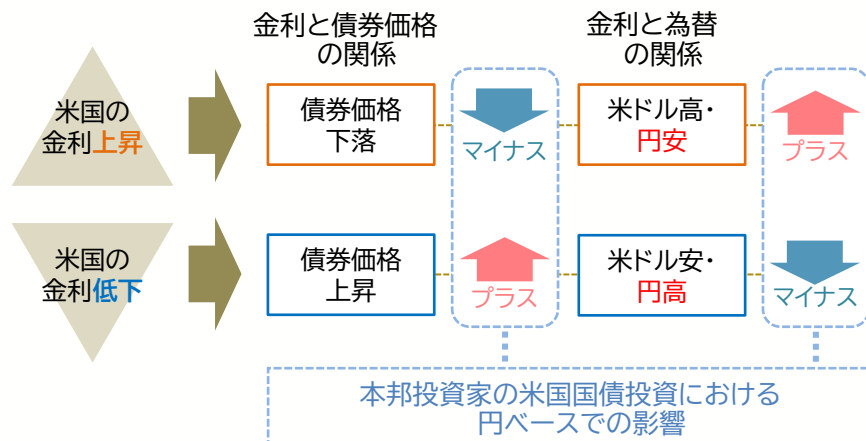 金利と債券価格
の関係
金利と為替
の関係
米国の
金利上昇
債券価格
下落
マイナス
米ドル高・
円安
プラス
米国の
金利低下
債券価格
上昇
プラス
米ドル安・
円高
マイナス
本邦投資家の米国国債投資における
円ベースでの影響